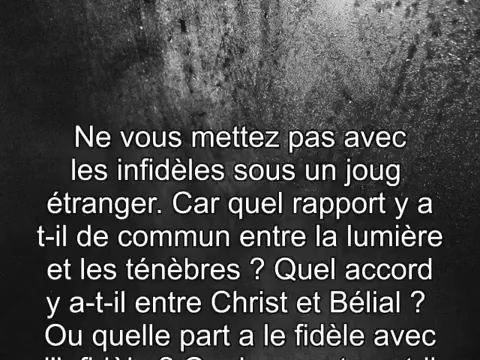 Ne vous mettez pas avec
les infidèles sous un joug
étranger. Car quel rapport y a
t-il de commun entre la lumière
et les ténèbres ? Quel accord
y a-t-il entre Christ et Bélial ?
Ou quelle part a le fidèle avec